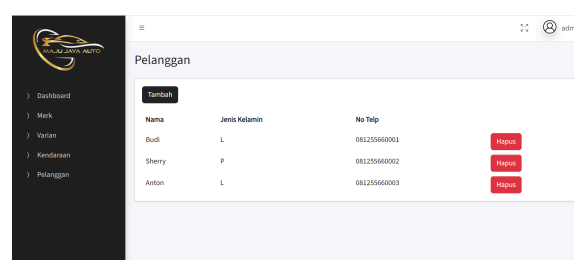 MAJU JAYA AUTO
adm
Pelanggan
Dashboard
Merk
Varian
Kendaraan
Pelanggan
Tambah
Nama Jenis Kelamin No Telp
Budi L 081255660001 Hapus
Sherry P 081255660002 Hapus
Anton L 081255660003 Hapus